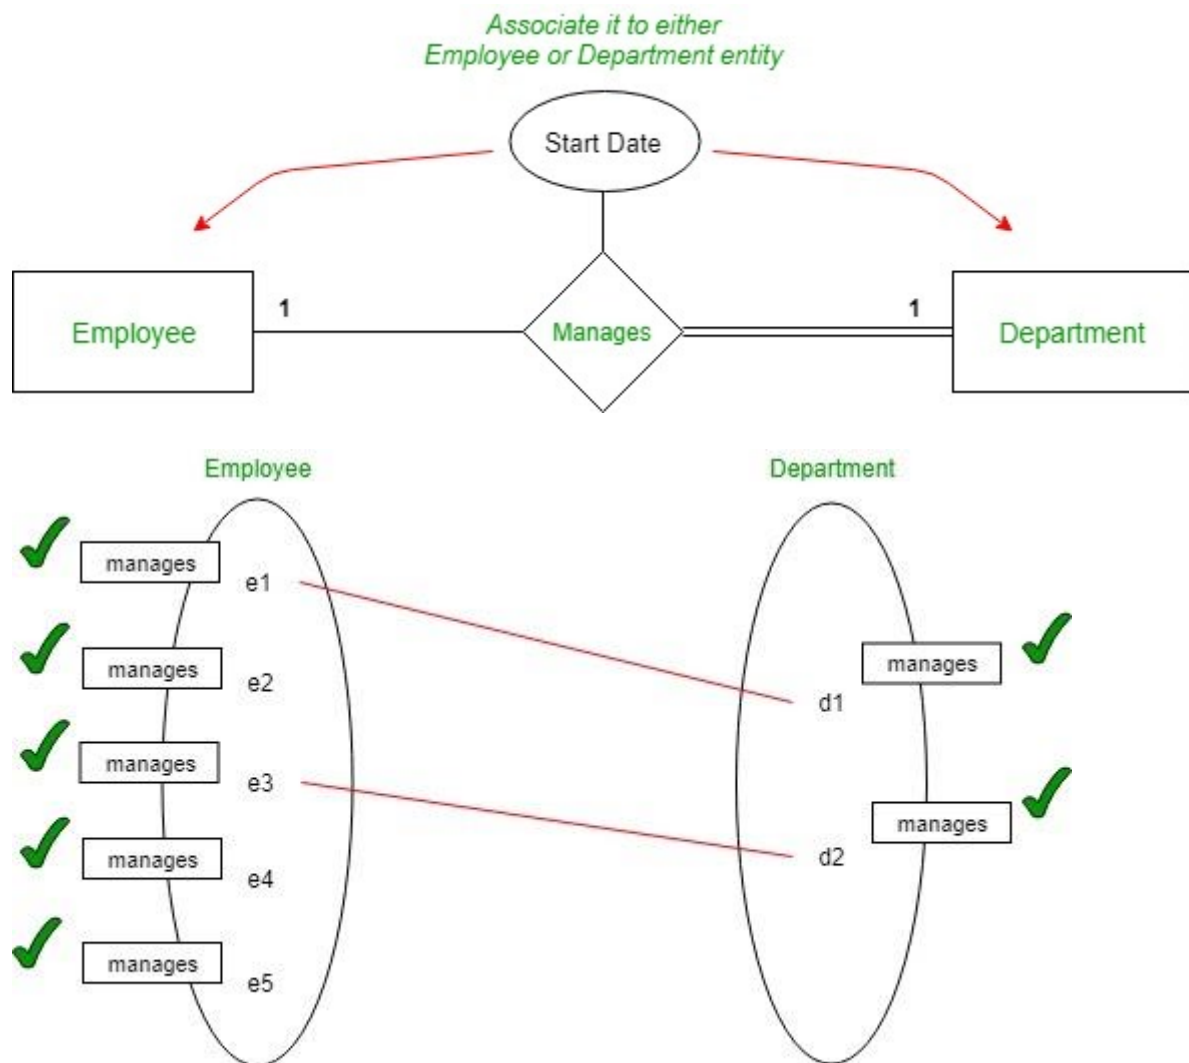 Associate it to either
Employee or Department entity
Start Date
Employee
1
Manages
1
Department
Employee
Department
manages
e1
manages
e2
manages
e3
manages
e4
manages
e5
manages
d1
manages
d2